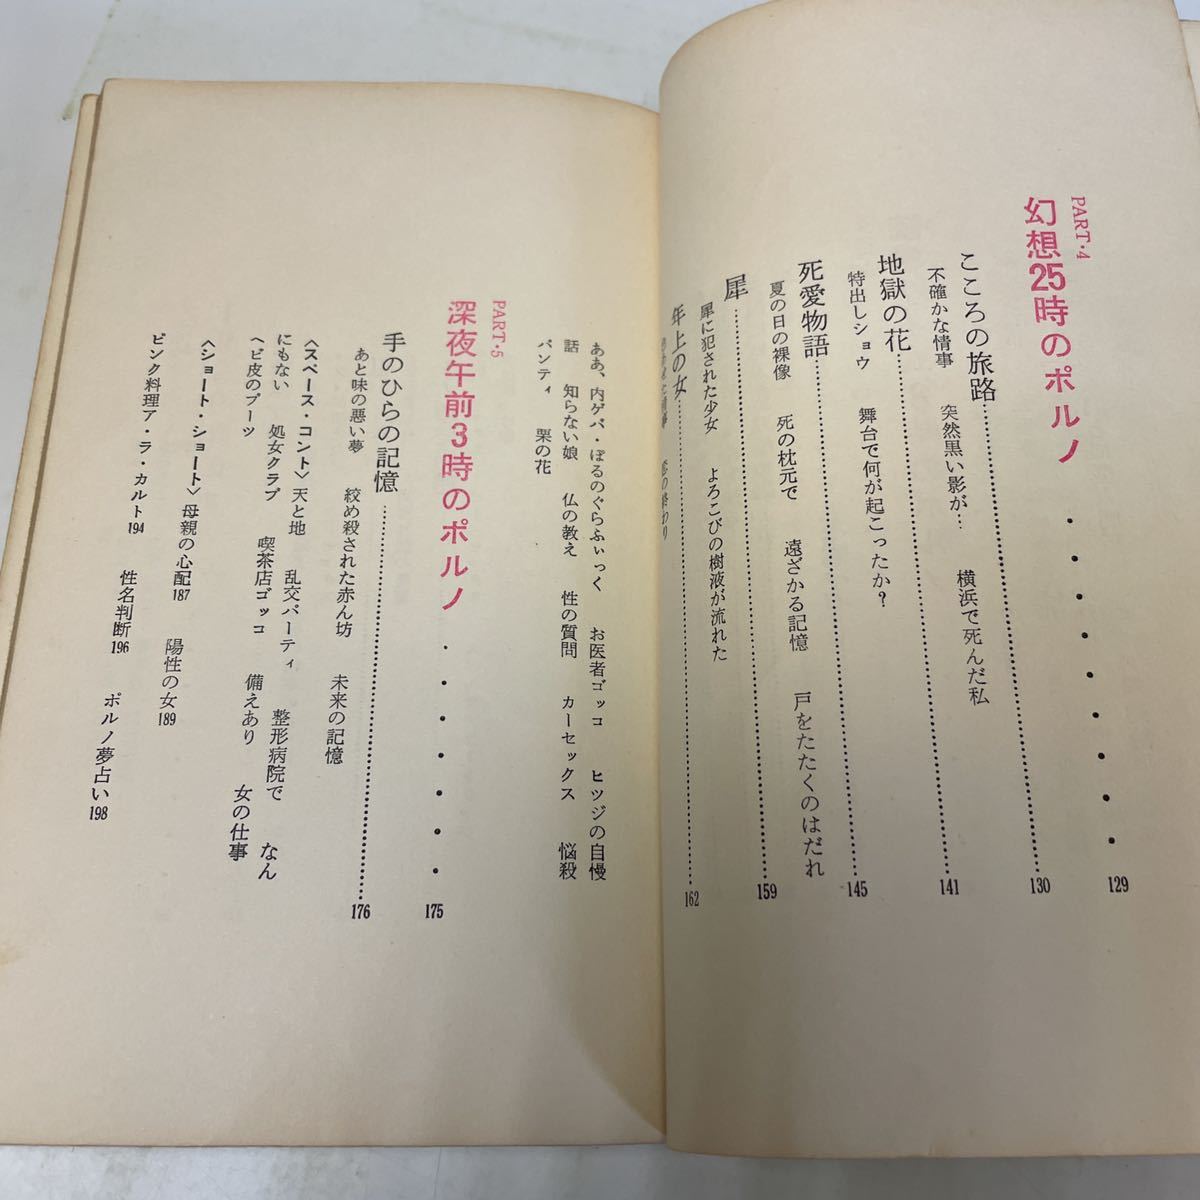 PART・4
幻想25時のポルノ・・・・・・・・・・129
こころの旅路…………130
不確かな情事　突然黒い影が…　横浜で死んだ私
地獄の花…………141
特出しショウ　舞台で何が起こったか？
死愛物語…………145
夏の日の裸像　死の枕元で　遠ざかる記憶　戸をたたくのはだれ
犀…………159
犀に犯された少女　よろこびの樹液が流れた
年上の女…………162
恋の終わり
ああ、内ゲバ・ぽるのぐらふぃっく　お医者ゴッコ　ヒツジの自慢
話　知らない娘　仏の教え　性の質問　カーセックス　悩殺
パンティ　栗の花
PART・5
深夜午前3時のポルノ・・・・・・・・175
手のひらの記憶…………176
あと味の悪い夢　絞め殺された赤ん坊　未来の記憶
〈スペース・コント〉天と地　乱交パーティ　整形病院で　なん
にもない　処女クラブ　喫茶店ゴッコ　備えあり　女の仕事
ヘビ皮のブーツ
〈ショート・ショート〉母親の心配187　陽性の女189
ピンク料理ア・ラ・カルト194　性名判断196　ポルノ夢占い198